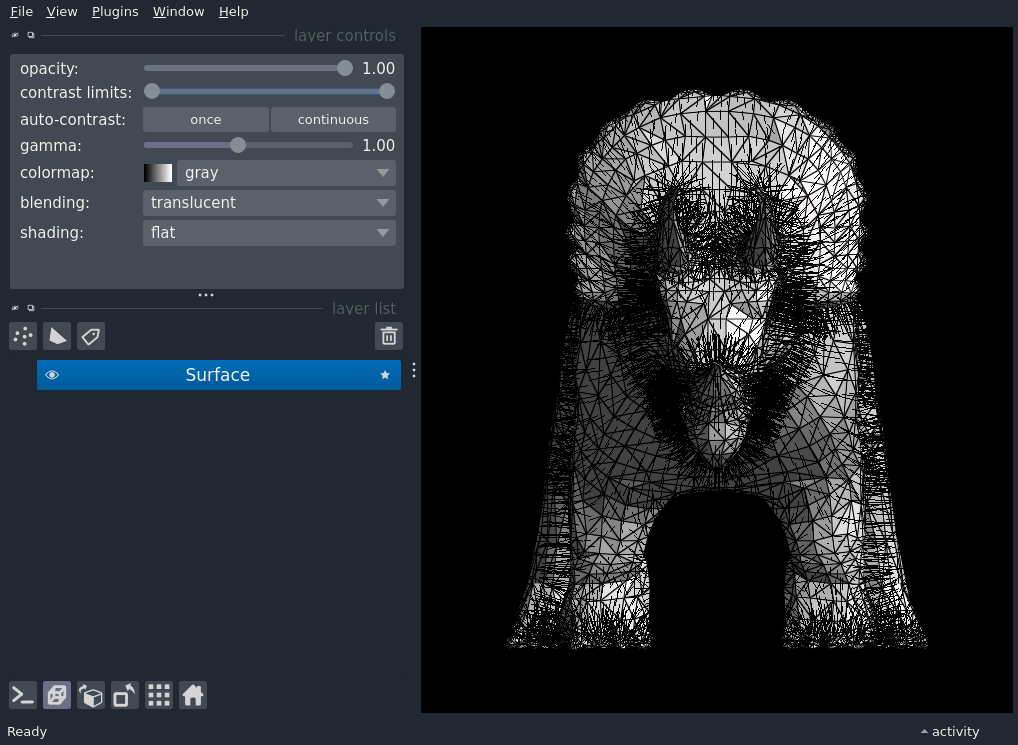 File View Plugins Window Help
layer controls
opacity: 1.00
contrast limits:
auto-contrast: once continuous
gamma: 1.00
colormap: gray
blending: translucent
shading: flat
layer list
Surface
Ready activity